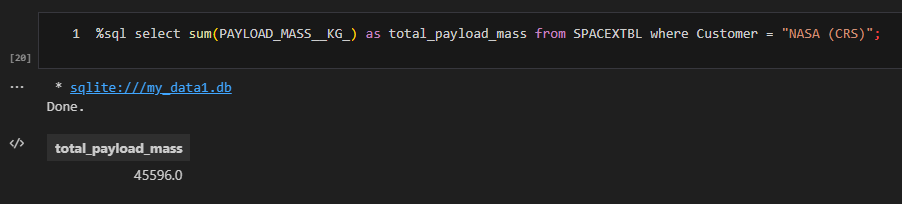 1 %sql select sum(PAYLOAD_MASS__KG_) as total_payload_mass from SPACEXTBL where Customer = "NASA (CRS)";
[20]
... * sqlite:///my_data1.db
Done.
</> total_payload_mass
45596.0